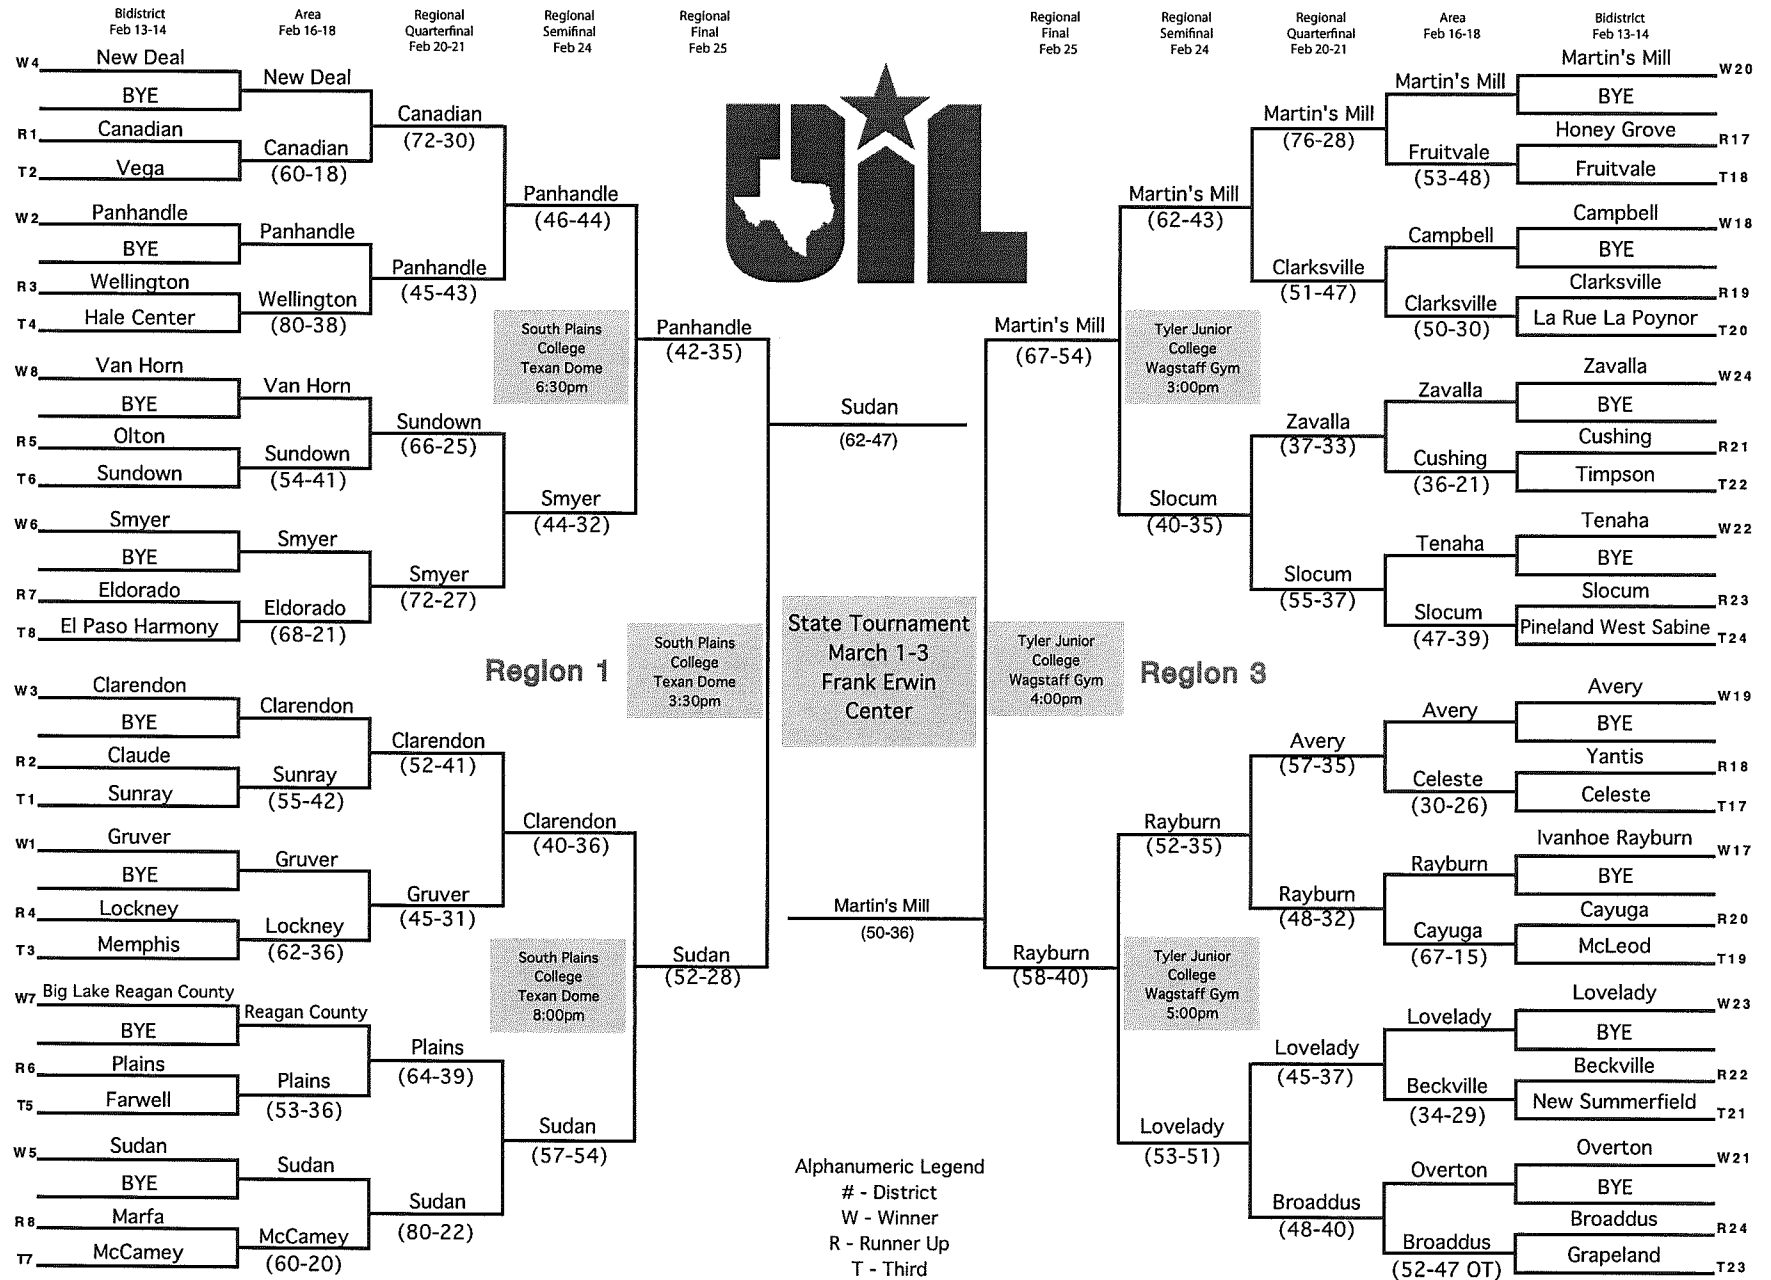 Bidistrict
Feb 13-14
Area
Feb 16-18
Regional
Quarterfinal
Feb 20-21
Regional
Semifinal
Feb 24
Regional
Final
Feb 25
Regional
Final
Feb 25
Regional
Semifinal
Feb 24
Regional
Quarterfinal
Feb 20-21
Area
Feb 16-18
Bidistrict
Feb 13-14
UIL
W4
New Deal
BYE
R1
Canadian
T2
Vega
W2
Panhandle
BYE
R3
Wellington
T4
Hale Center
W8
Van Horn
BYE
R5
Olton
T6
Sundown
W6
Smyer
BYE
R7
Eldorado
T8
El Paso Harmony
W3
Clarendon
BYE
R2
Claude
T1
Sunray
W1
Gruver
BYE
R4
Lockney
T3
Memphis
W7
Big Lake Reagan County
BYE
R6
Plains
T5
Farwell
W5
Sudan
BYE
R8
Marfa
T7
McCamey
New Deal
Canadian
(60-18)
Panhandle
Wellington
(80-38)
Van Horn
Sundown
(54-41)
Smyer
Eldorado
(68-21)
Clarendon
Sunray
(55-42)
Gruver
Lockney
(62-36)
Reagan County
Plains
(53-36)
Sudan
McCamey
(60-20)
Canadian
(72-30)
Panhandle
(45-43)
Sundown
(66-25)
Smyer
(72-27)
Clarendon
(52-41)
Gruver
(45-31)
Plains
(64-39)
Sudan
(80-22)
Panhandle
(46-44)
South Plains
College
Texan Dome
6:30pm
Smyer
(44-32)
Region 1
Clarendon
(40-36)
South Plains
College
Texan Dome
8:00pm
Sudan
(57-54)
Panhandle
(42-35)
South Plains
College
Texan Dome
3:30pm
Sudan
(52-28)
Sudan
(62-47)
State Tournament
March 1-3
Frank Erwin
Center
Martin's Mill
(50-36)
Alphanumeric Legend
# - District
W - Winner
R - Runner Up
T - Third
Martin's Mill
(67-54)
Tyler Junior
College
Wagstaff Gym
4:00pm
Rayburn
(58-40)
Martin's Mill
(62-43)
Tyler Junior
College
Wagstaff Gym
3:00pm
Slocum
(40-35)
Region 3
Rayburn
(52-35)
Tyler Junior
College
Wagstaff Gym
5:00pm
Lovelady
(53-51)
Martin's Mill
(76-28)
Clarksville
(51-47)
Zavalla
(37-33)
Slocum
(55-37)
Avery
(57-35)
Rayburn
(48-32)
Lovelady
(45-37)
Broaddus
(48-40)
Martin's Mill
Fruitvale
(53-48)
Campbell
Clarksville
(50-30)
Zavalla
Cushing
(36-21)
Tenaha
Slocum
(47-39)
Avery
Celeste
(30-26)
Rayburn
Cayuga
(67-15)
Lovelady
Beckville
(34-29)
Overton
Broaddus
(52-47 OT)
Martin's Mill
W20
BYE
Honey Grove
R17
Fruitvale
T18
Campbell
W18
BYE
Clarksville
R19
La Rue La Poynor
T20
Zavalla
W24
BYE
Cushing
R21
Timpson
T22
Tenaha
W22
BYE
Slocum
R23
Pineland West Sabine
T24
Avery
W19
BYE
Yantis
R18
Celeste
T17
Ivanhoe Rayburn
W17
BYE
Cayuga
R20
McLeod
T19
Lovelady
W23
BYE
Beckville
R22
New Summerfield
T21
Overton
W21
BYE
Broaddus
R24
Grapeland
T23